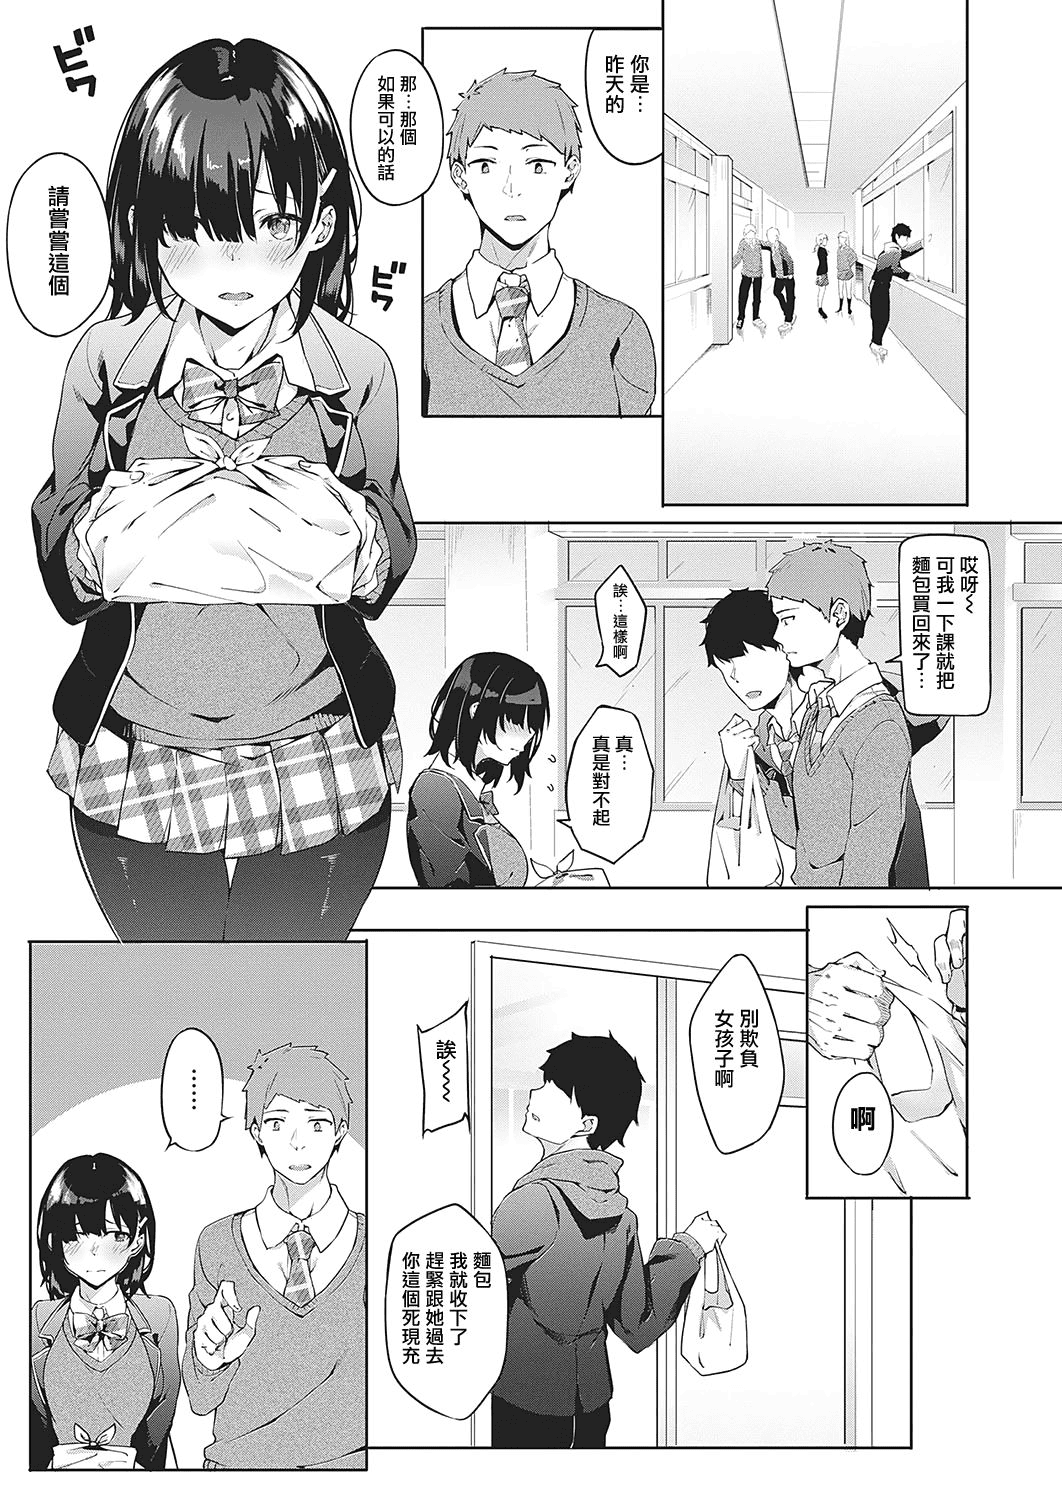 你是…
昨天的
那…那個
如果可以的話
ビク
請嘗嘗這個
ビク
哎呀~
可我一下課就把
麵包買回來了…
誒…這樣啊
真…
真是對不起
啊
別欺負
女孩子啊
誒~~
麵包
我就收下了
趕緊跟她過去
你這個死現充
……